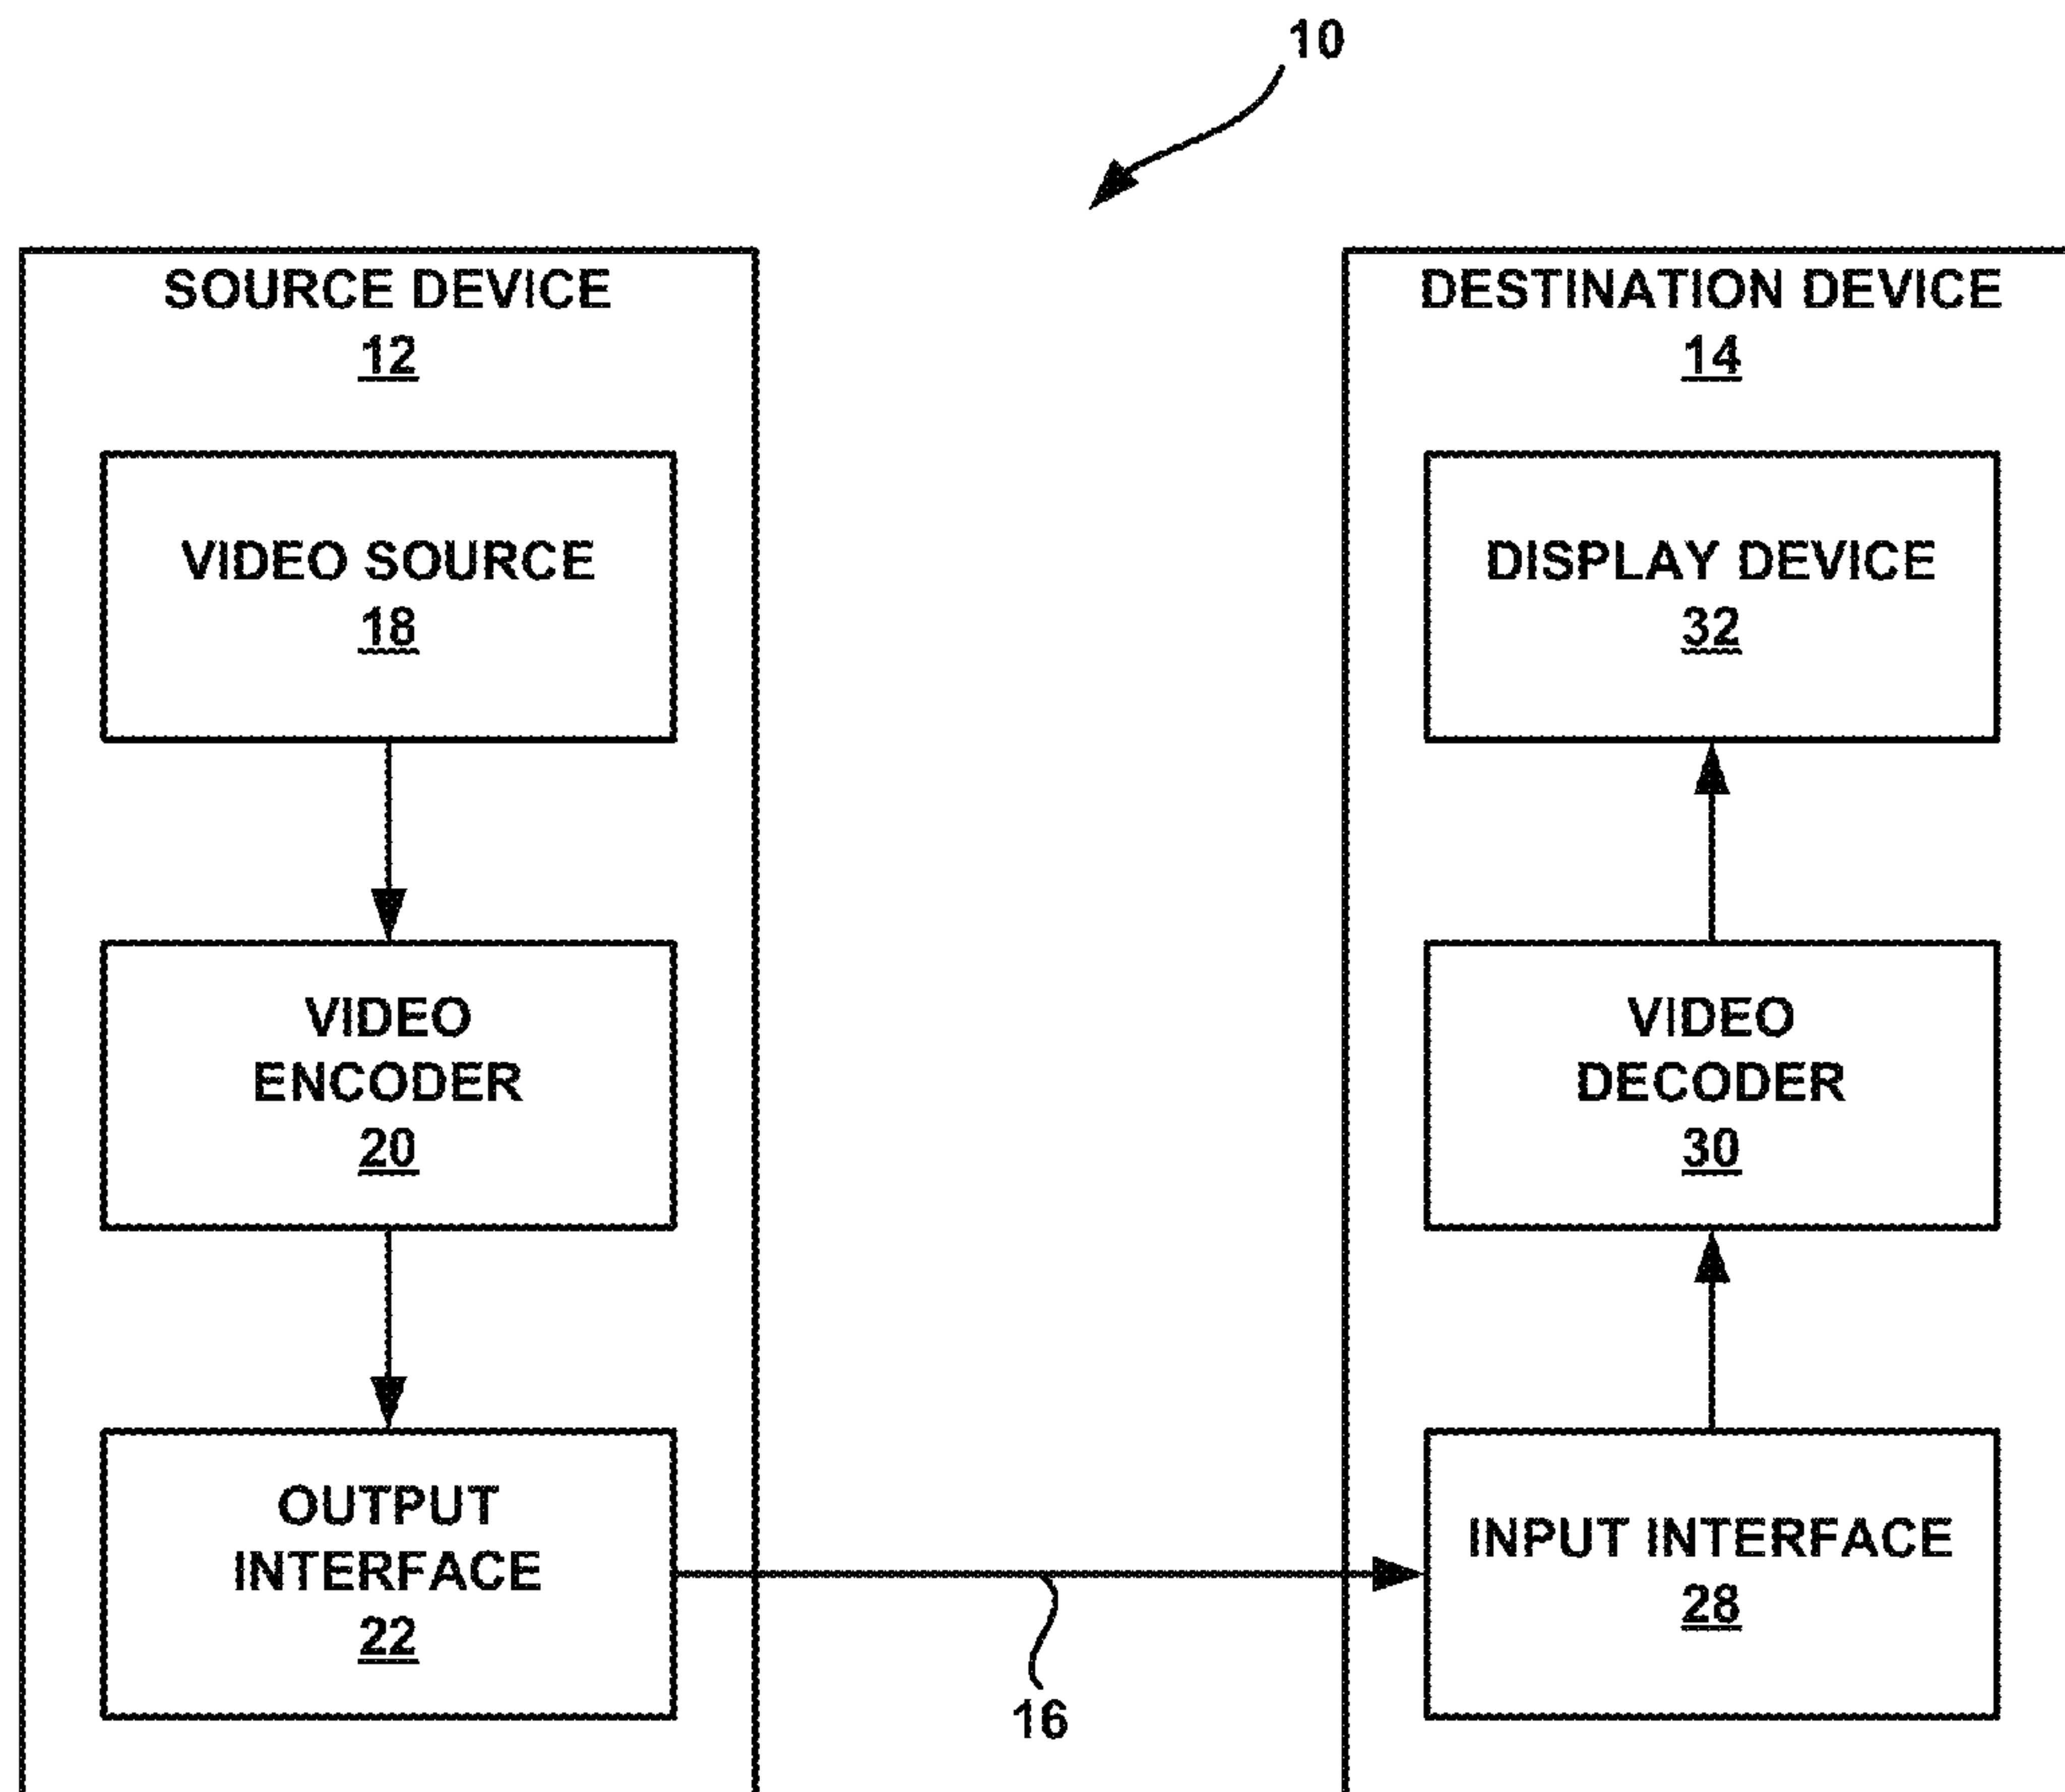 10
SOURCE DEVICE
12
VIDEO SOURCE
18
VIDEO
ENCODER
20
OUTPUT
INTERFACE
22
16
DESTINATION DEVICE
14
DISPLAY DEVICE
32
VIDEO
DECODER
30
INPUT INTERFACE
28